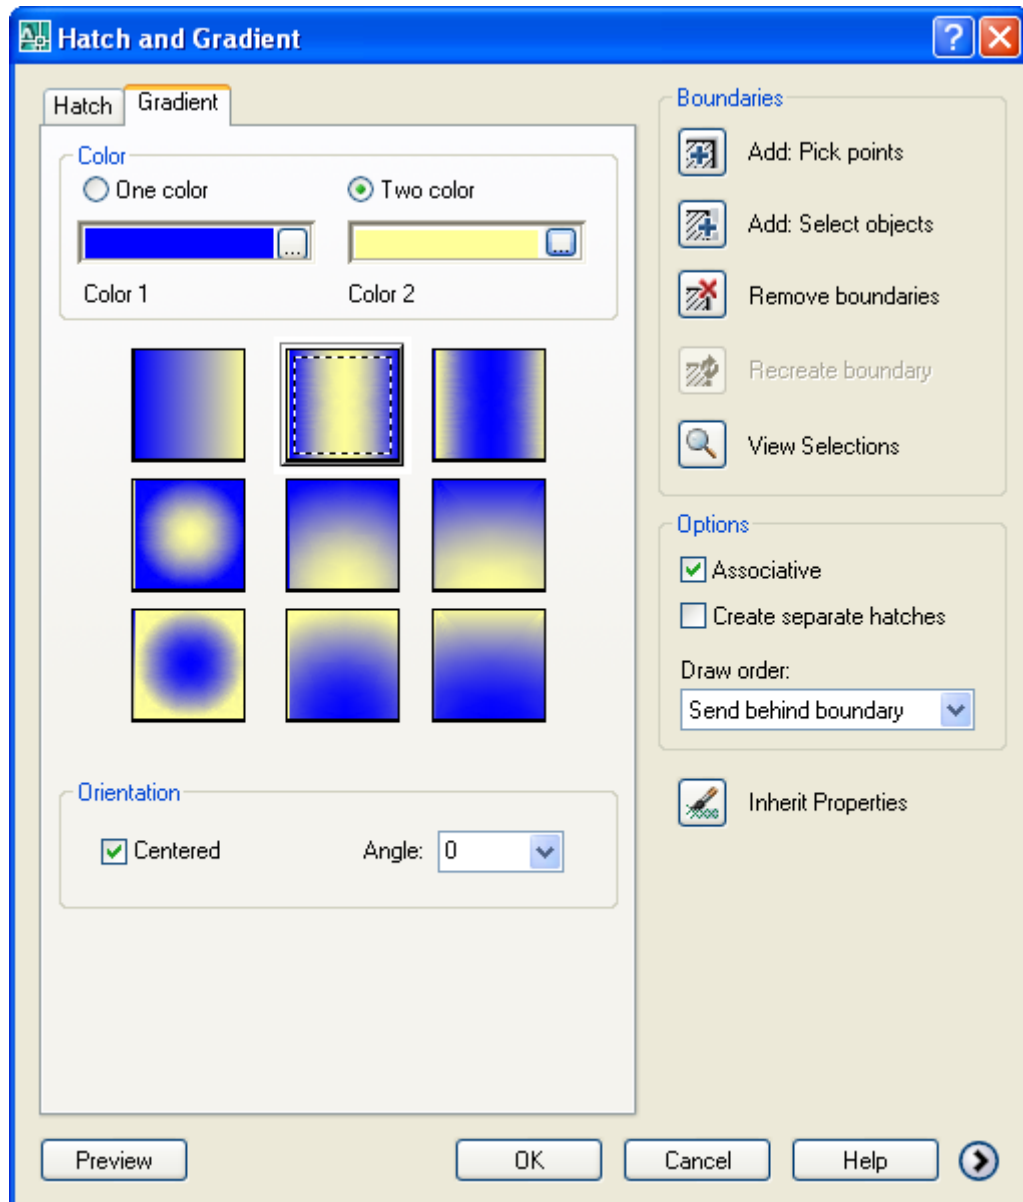 Hatch and Gradient
Hatch
Gradient
Color
One color
Two color
...
...
Color 1
Color 2
Orientation
Centered
Angle: 0
Boundaries
Add: Pick points
Add: Select objects
Remove boundaries
Recreate boundary
View Selections
Options
Associative
Create separate hatches
Draw order:
Send behind boundary
Inherit Properties
Preview
OK
Cancel
Help